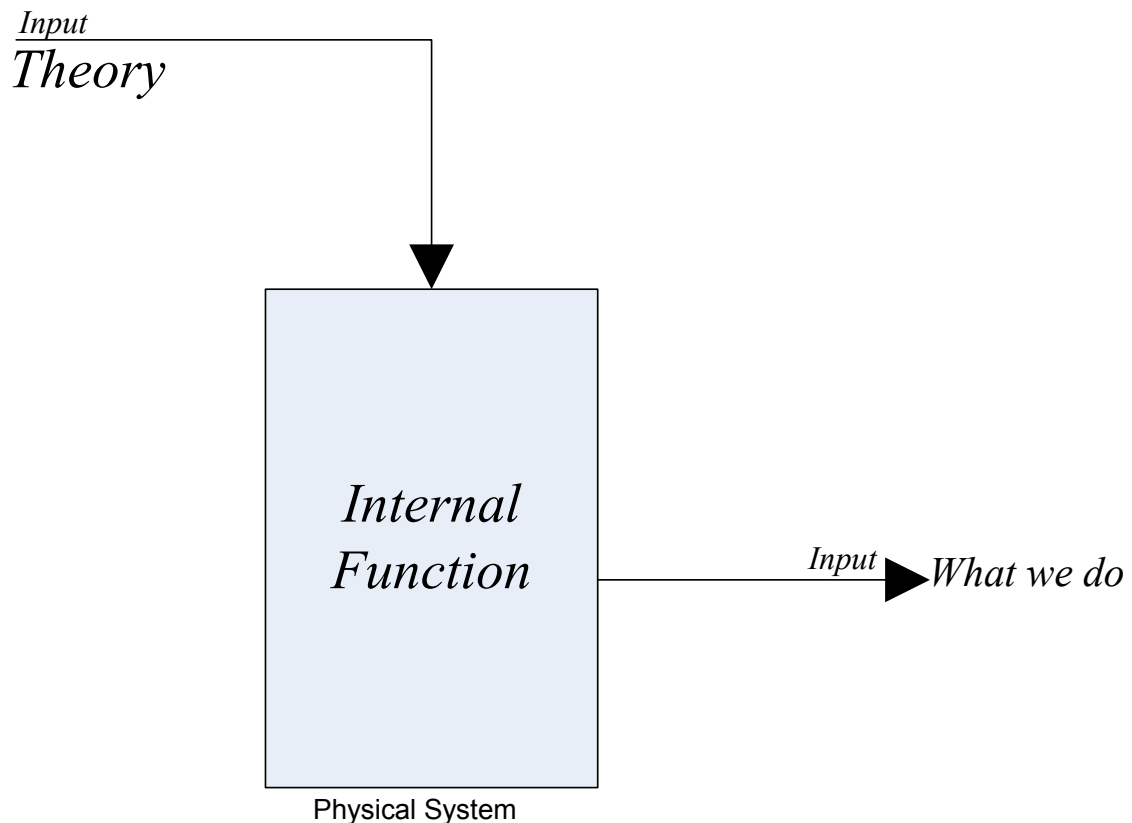 Input
Theory
Internal
Function
Input
What we do
Physical System